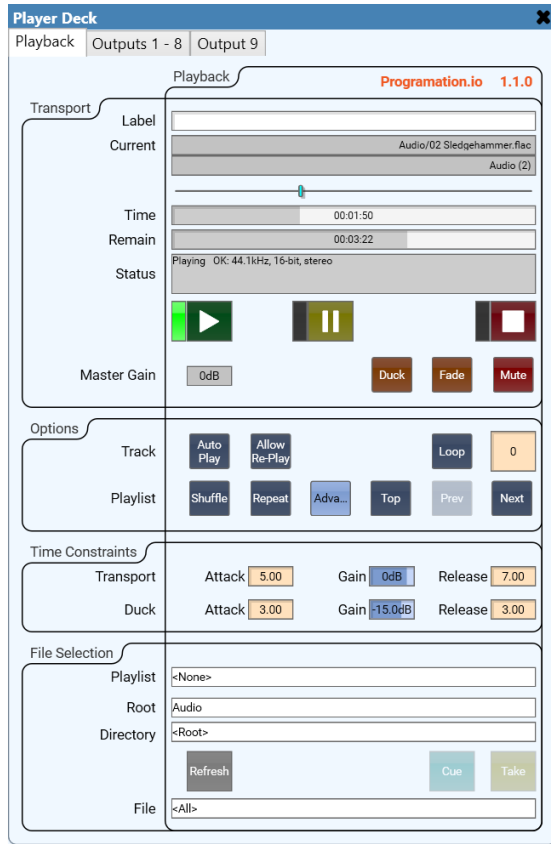 Player Deck
Playback Outputs 1 - 8 Output 9
Playback
Programation.io 1.1.0
Transport
Label
Current Audio/02 Sledgehammer.flac
Audio (2)
Time 00:01:50
Remain 00:03:22
Status Playing OK: 44.1kHz, 16-bit, stereo
Master Gain 0dB Duck Fade Mute
Options
Track Auto Play Allow Re-Play Loop 0
Playlist Shuffle Repeat Adva... Top Prev Next
Time Constraints
Transport Attack 5.00 Gain 0dB Release 7.00
Duck Attack 3.00 Gain -15.0dB Release 3.00
File Selection
Playlist <None>
Root Audio
Directory <Root>
Refresh Cue Take
File <All>